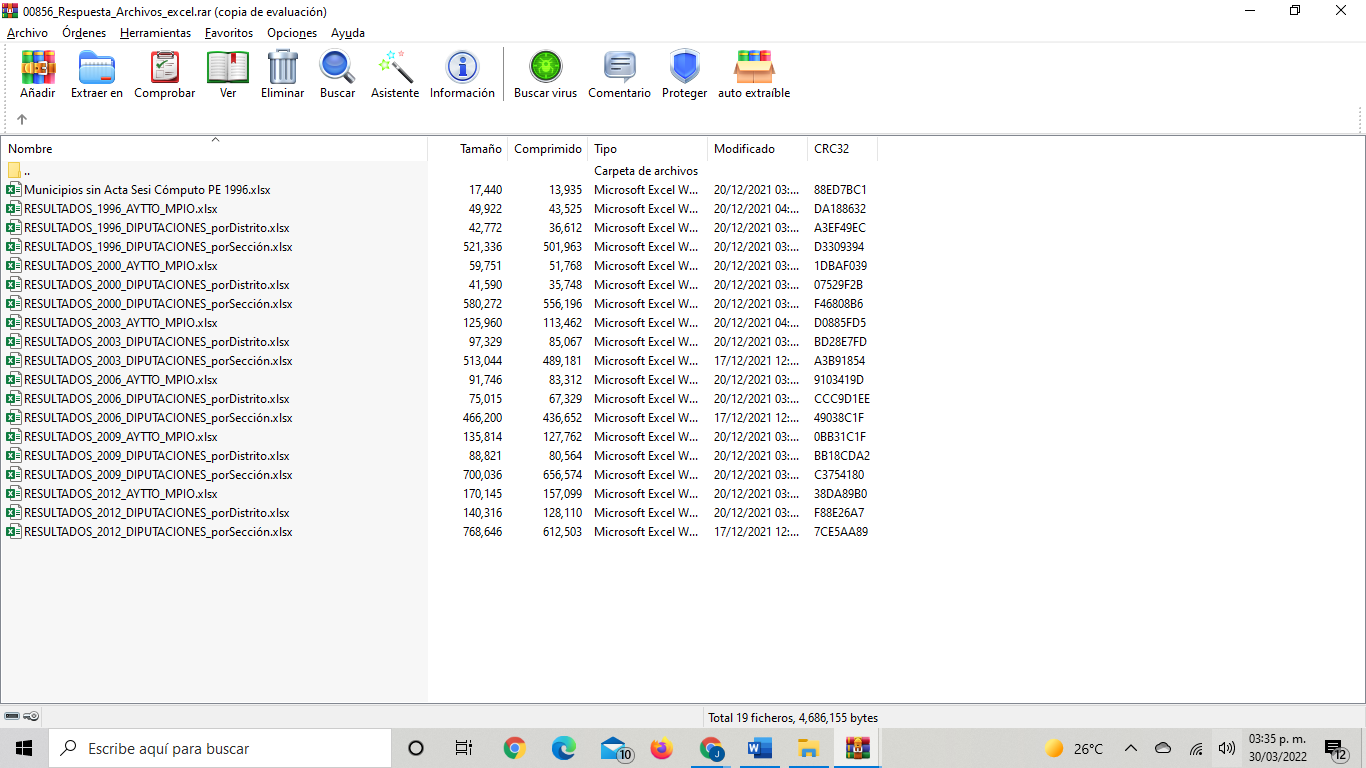 00856_Respuesta_Archivos_excel.rar (copia de evaluación)
Archivo Órdenes Herramientas Favoritos Opciones Ayuda
Añadir Extraer en Comprobar Ver Eliminar Buscar Asistente Información Buscar virus Comentario Proteger auto extraíble
Nombre Tamaño Comprimido Tipo Modificado CRC32
.. Carpeta de archivos
Municipios sin Acta Sesi Cómputo PE 1996.xlsx 17,440 13,935 Microsoft Excel W... 20/12/2021 03:... 88ED7BC1
RESULTADOS_1996_AYTTO_MPIO.xlsx 49,922 43,525 Microsoft Excel W... 20/12/2021 04:... DA188632
RESULTADOS_1996_DIPUTACIONES_porDistrito.xlsx 42,772 36,612 Microsoft Excel W... 20/12/2021 03:... A3EF49EC
RESULTADOS_1996_DIPUTACIONES_porSección.xlsx 521,336 501,963 Microsoft Excel W... 20/12/2021 03:... D3309394
RESULTADOS_2000_AYTTO_MPIO.xlsx 59,751 51,768 Microsoft Excel W... 20/12/2021 03:... 1DBAF039
RESULTADOS_2000_DIPUTACIONES_porDistrito.xlsx 41,590 35,748 Microsoft Excel W... 20/12/2021 03:... 07529F2B
RESULTADOS_2000_DIPUTACIONES_porSección.xlsx 580,272 556,196 Microsoft Excel W... 20/12/2021 03:... F46808B6
RESULTADOS_2003_AYTTO_MPIO.xlsx 125,960 113,462 Microsoft Excel W... 20/12/2021 04:... D0885FD5
RESULTADOS_2003_DIPUTACIONES_porDistrito.xlsx 97,329 85,067 Microsoft Excel W... 20/12/2021 03:... BD28E7FD
RESULTADOS_2003_DIPUTACIONES_porSección.xlsx 513,044 489,181 Microsoft Excel W... 17/12/2021 12:... A3B91854
RESULTADOS_2006_AYTTO_MPIO.xlsx 91,746 83,312 Microsoft Excel W... 20/12/2021 03:... 9103419D
RESULTADOS_2006_DIPUTACIONES_porDistrito.xlsx 75,015 67,329 Microsoft Excel W... 20/12/2021 03:... CCC9D1EE
RESULTADOS_2006_DIPUTACIONES_porSección.xlsx 466,200 436,652 Microsoft Excel W... 17/12/2021 12:... 49038C1F
RESULTADOS_2009_AYTTO_MPIO.xlsx 135,814 127,762 Microsoft Excel W... 20/12/2021 03:... 0BB31C1F
RESULTADOS_2009_DIPUTACIONES_porDistrito.xlsx 88,821 80,564 Microsoft Excel W... 20/12/2021 03:... BB18CDA2
RESULTADOS_2009_DIPUTACIONES_porSección.xlsx 700,036 656,574 Microsoft Excel W... 20/12/2021 03:... C3754180
RESULTADOS_2012_AYTTO_MPIO.xlsx 170,145 157,099 Microsoft Excel W... 20/12/2021 03:... 38DA89B0
RESULTADOS_2012_DIPUTACIONES_porDistrito.xlsx 140,316 128,110 Microsoft Excel W... 20/12/2021 03:... F88E26A7
RESULTADOS_2012_DIPUTACIONES_porSección.xlsx 768,646 612,503 Microsoft Excel W... 17/12/2021 12:... 7CE5AA89
Total 19 ficheros, 4,686,155 bytes
Escribe aquí para buscar 10 J W 26°C 03:35 p. m.
30/03/2022 12